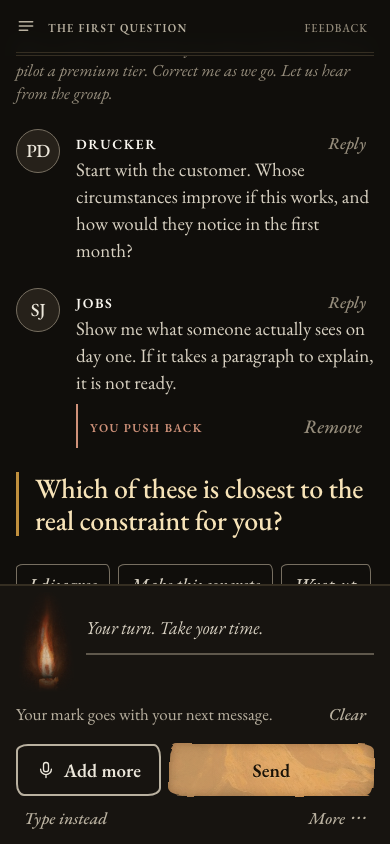 THE FIRST QUESTION
FEEDBACK
pilot a premium tier. Correct me as we go. Let us hear
from the group.
PD
DRUCKER
Reply
Start with the customer. Whose
circumstances improve if this works, and
how would they notice in the first
month?
SJ
JOBS
Reply
Show me what someone actually sees on
day one. If it takes a paragraph to explain,
it is not ready.
YOU PUSH BACK
Remove
Which of these is closest to the
real constraint for you?
I disagree
Make this concrete
Your turn. Take your time.
Your mark goes with your next message.
Clear
Add more
Send
Type instead
More ···